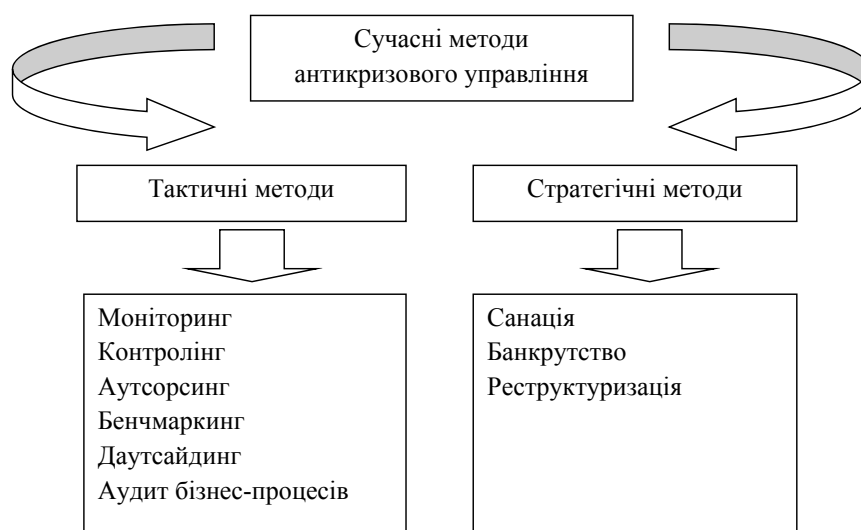 Сучасні методи
антикризового управління
Тактичні методи
Стратегічні методи
Моніторинг
Контролінг
Аутсорсинг
Бенчмаркинг
Даутсайдинг
Аудит бізнес-процесів
Санація
Банкрутство
Реструктуризація